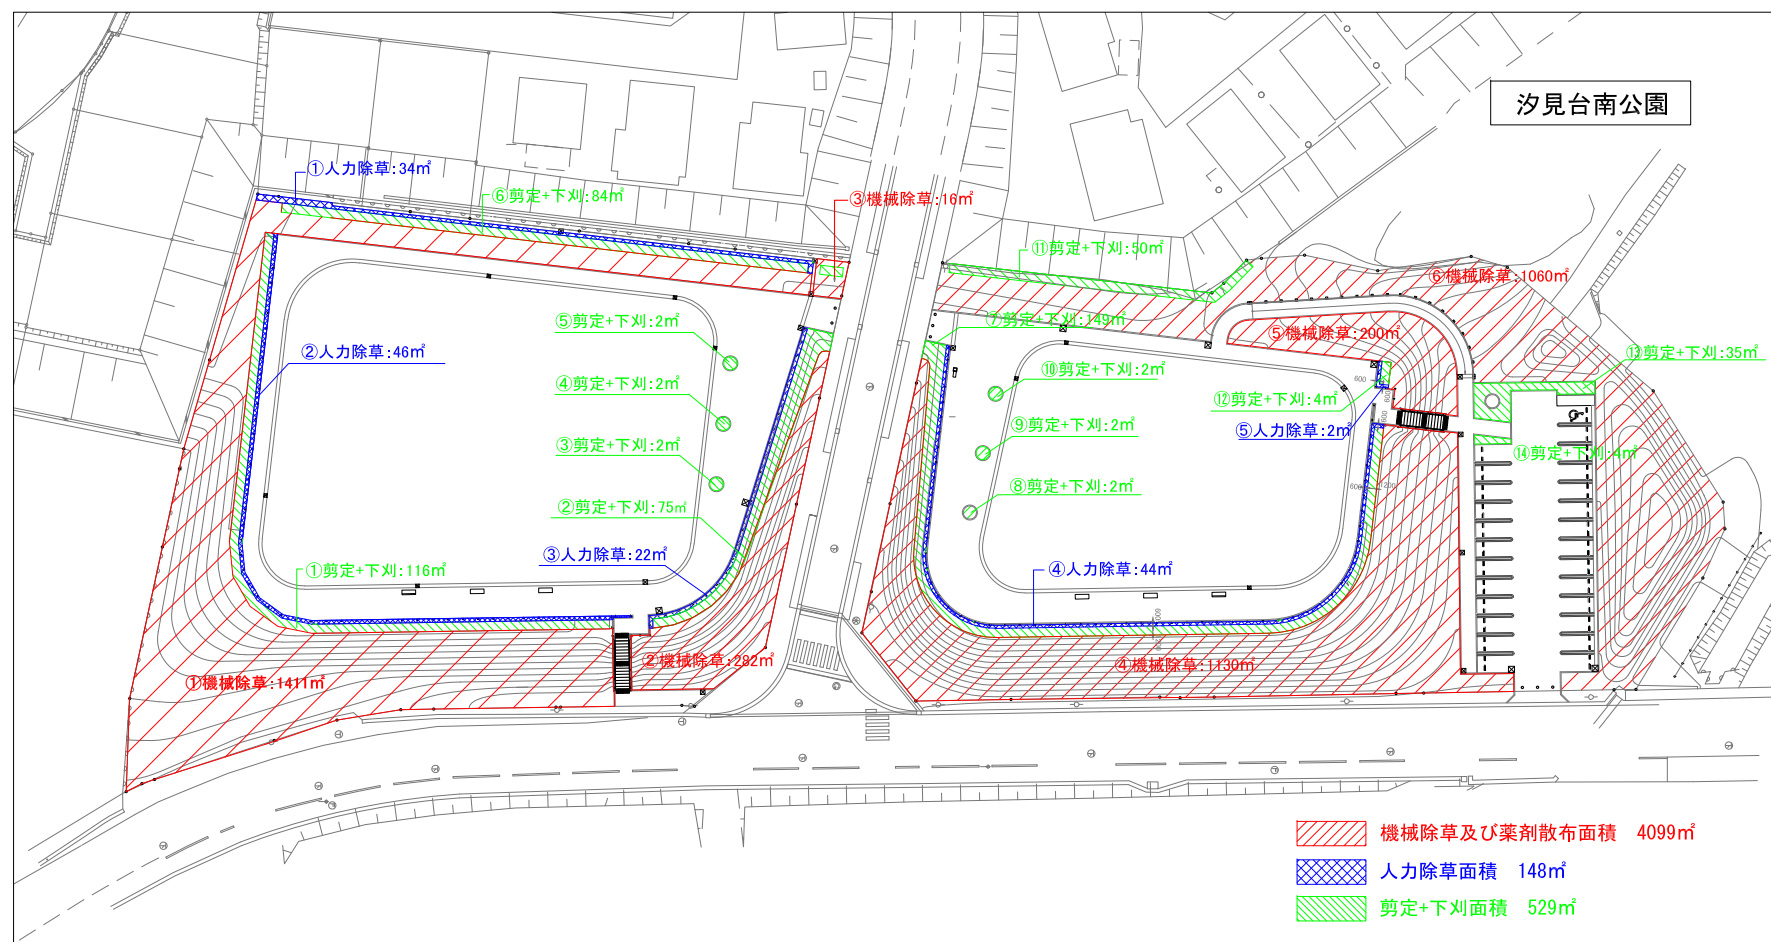 汐見台南公園
①人力除草:34㎡
⑥剪定+下刈:84㎡
③機械除草:16㎡
⑪剪定+下刈:50㎡
⑥機械除草:1060㎡
⑤剪定+下刈:2㎡
⑦剪定+下刈:149㎡
⑤機械除草:200㎡
②人力除草:46㎡
⑬剪定+下刈:35㎡
④剪定+下刈:2㎡
⑩剪定+下刈:2㎡
600
600
600
⑫剪定+下刈:4㎡
③剪定+下刈:2㎡
⑨剪定+下刈:2㎡
⑤人力除草:2㎡
⑭剪定+下刈:4㎡
⑧剪定+下刈:2㎡
600
1200
②剪定+下刈:75㎡
③人力除草:22㎡
①剪定+下刈:116㎡
④人力除草:44㎡
600
②機械除草:282㎡
④機械除草:1130㎡
①機械除草:1411㎡
機械除草及び薬剤散布面積 4099㎡
人力除草面積 148㎡
剪定+下刈面積 529㎡